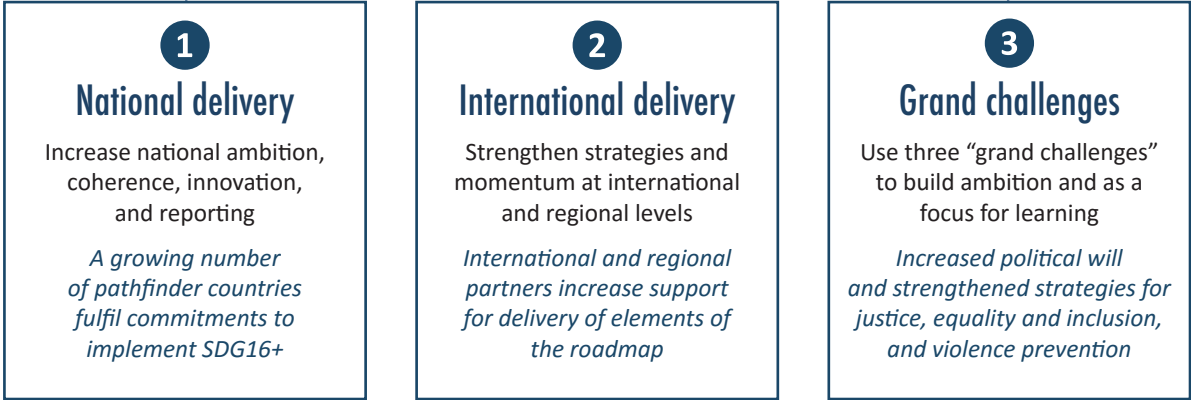 1
National delivery
Increase national ambition,
coherence, innovation,
and reporting
A growing number
of pathfinder countries
fulfil commitments to
implement SDG16+
2
International delivery
Strengthen strategies and
momentum at international
and regional levels
International and regional
partners increase support
for delivery of elements of
the roadmap
3
Grand challenges
Use three “grand challenges”
to build ambition and as a
focus for learning
Increased political will
and strengthened strategies for
justice, equality and inclusion,
and violence prevention